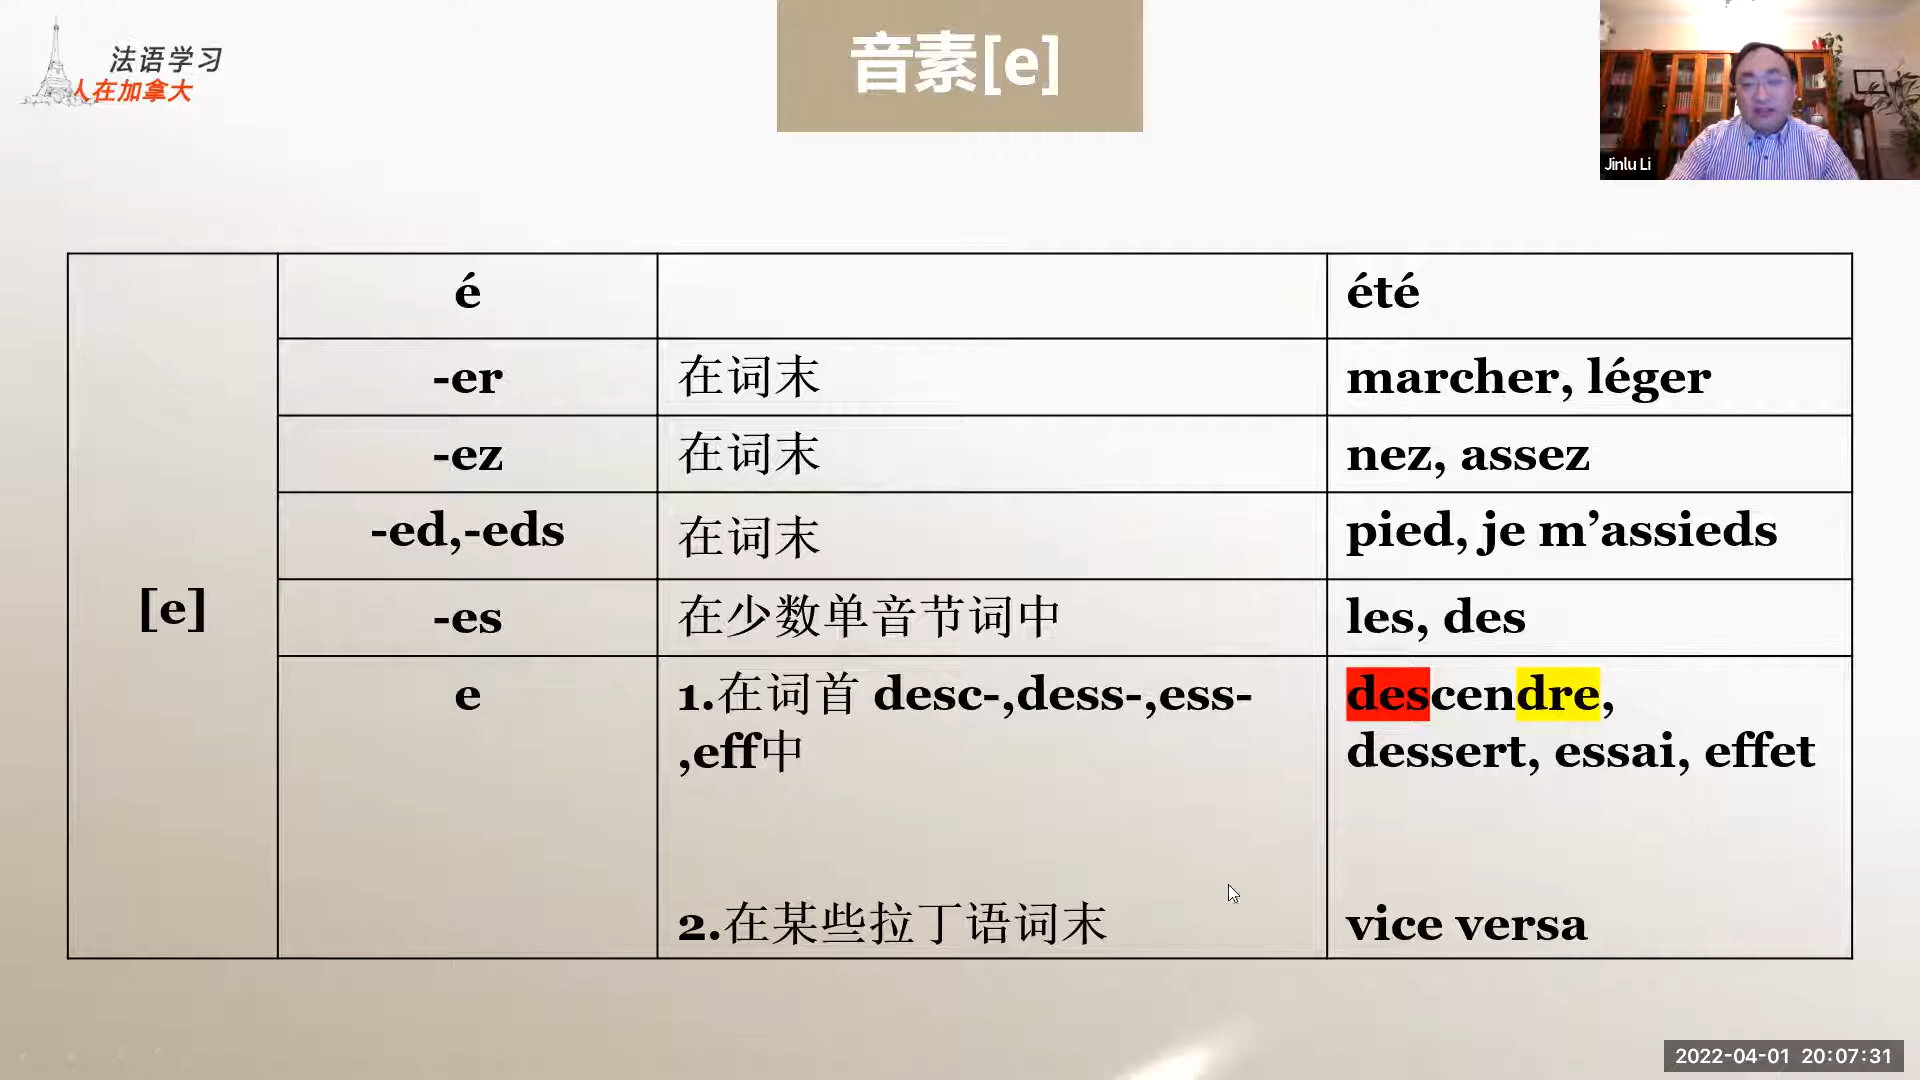 法语学习
人在加拿大
音素[e]
Jinlu Li
é
été
-er
在词末
marcher, léger
-ez
在词末
nez, assez
-ed,-eds
在词末
pied, je m’assieds
[e]
-es
在少数单音节词中
les, des
e
1.在词首 desc-,dess-,ess-
,eff中
descendre,
dessert, essai, effet
2.在某些拉丁语词末
vice versa
2022-04-01 20:07:31